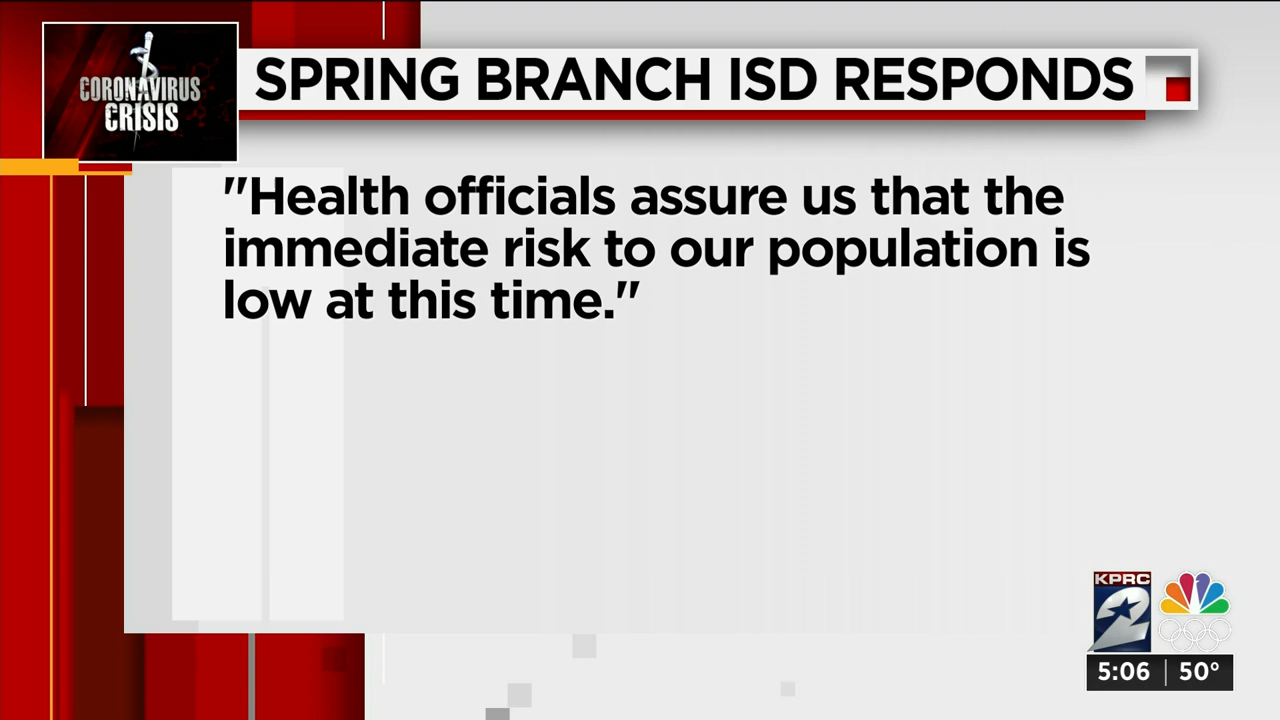 CORONAVIRUS
CRISIS
SPRING BRANCH ISD RESPONDS
"Health officials assure us that the
immediate risk to our population is
low at this time."
KPRC
2
5:06 | 50°